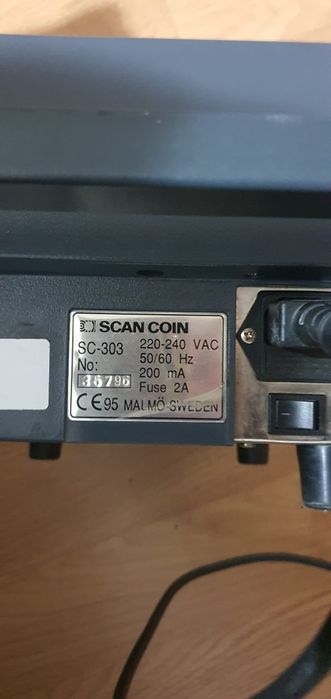 SCAN COIN
SC-303 220-240 VAC
No: 50/60 Hz
35796 200 mA
Fuse 2A
CE 95 MALMÖ-SWEDEN